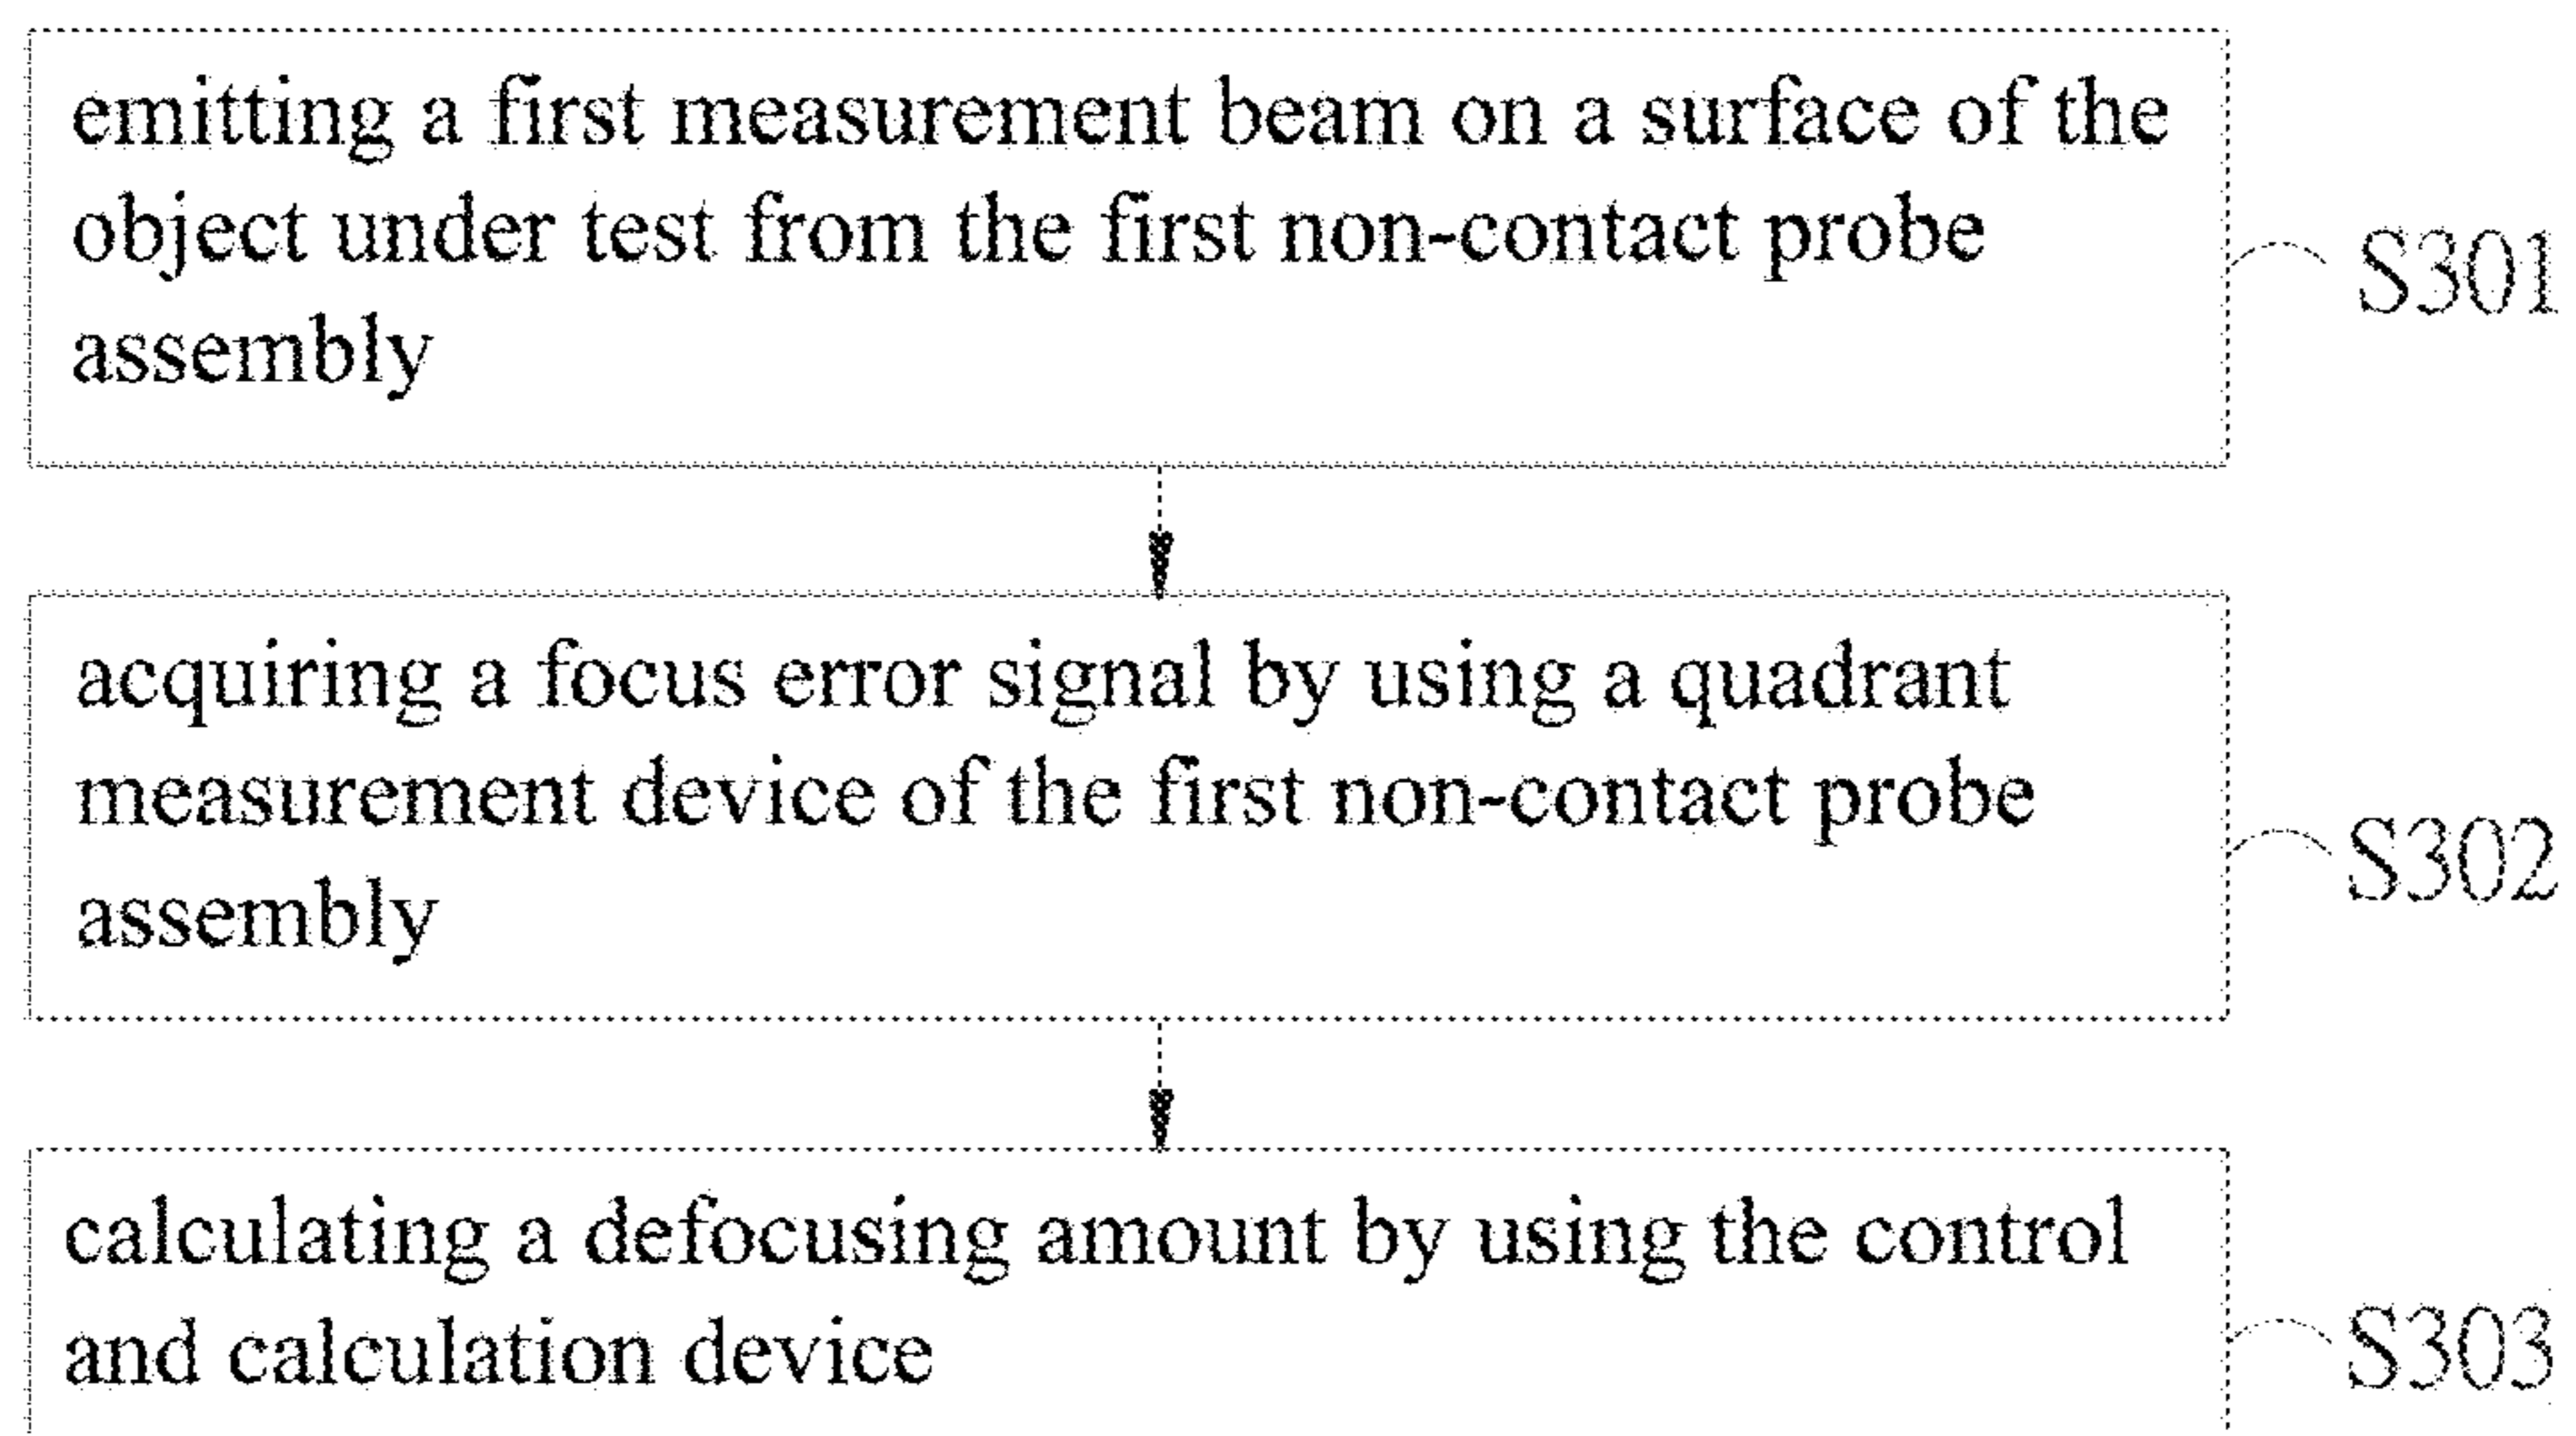 emitting a first measurement beam on a surface of the
object under test from the first non-contact probe
assembly
S301
acquiring a focus error signal by using a quadrant
measurement device of the first non-contact probe
assembly
S302
calculating a defocusing amount by using the control
and calculation device
S303